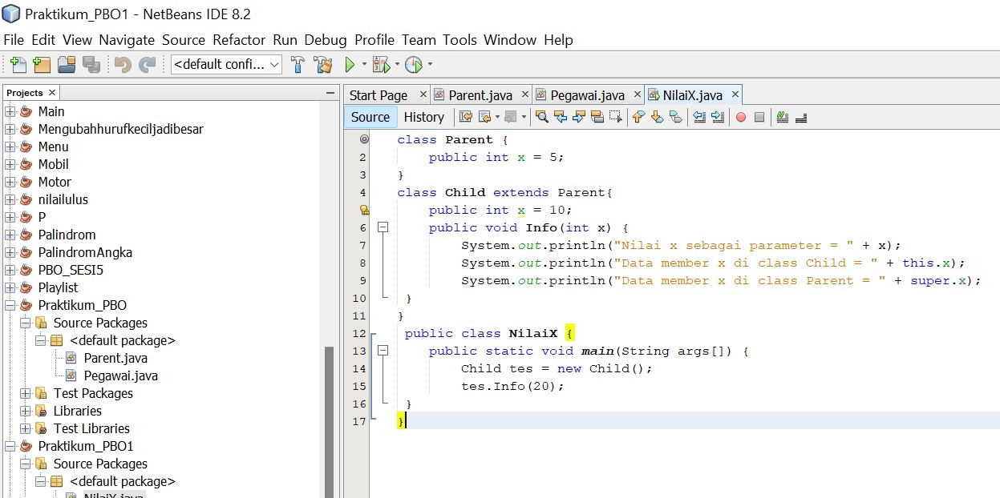 Praktikum_PBO1 - NetBeans IDE 8.2
File Edit View Navigate Source Refactor Run Debug Profile Team Tools Window Help
<default confi...
Projects
Main
Mengubahhurufkeciljadibesar
Menu
Mobil
Motor
nilailulus
P
Palindrom
PalindromAngka
PBO_SESI5
Playlist
Praktikum_PBO
Source Packages
<default package>
Parent.java
Pegawai.java
Test Packages
Libraries
Test Libraries
Praktikum_PBO1
Source Packages
<default package>
NilaiX.java
Start Page Parent.java Pegawai.java NilaiX.java
Source History
class Parent {
2 public int x = 5;
3 }
4 class Child extends Parent{
public int x = 10;
6 public void Info(int x) {
7 System.out.println("Nilai x sebagai parameter = " + x);
8 System.out.println("Data member x di class Child = " + this.x);
9 System.out.println("Data member x di class Parent = " + super.x);
10 }
11 }
12 public class NilaiX {
13 public static void main(String args[]) {
14 Child tes = new Child();
15 tes.Info(20);
16 }
17 }